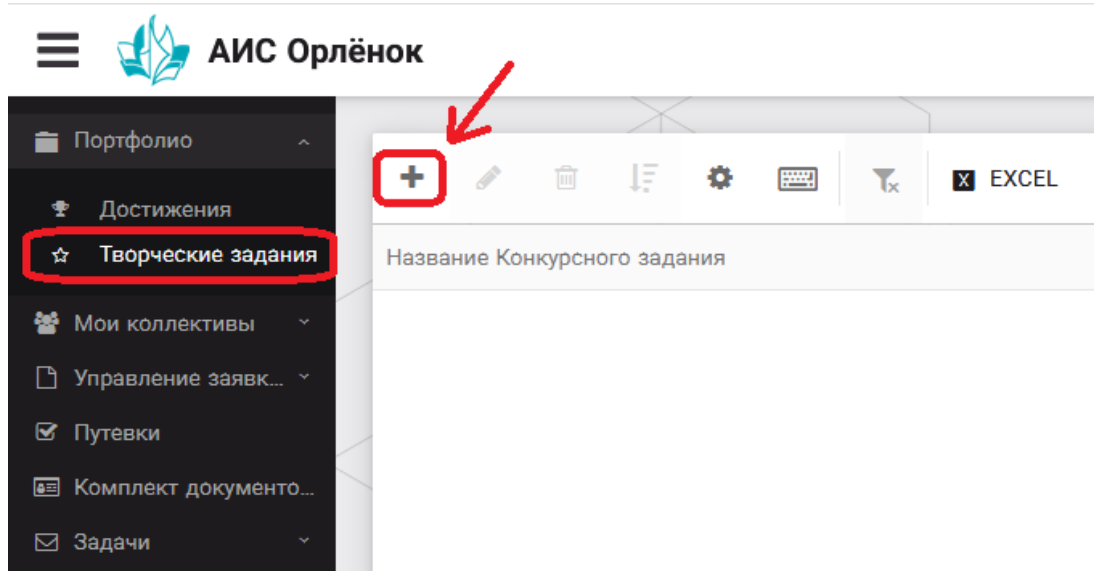 АИС Орлёнок
Портфолио
Достижения
Творческие задания
Мои коллективы
Управление заявк...
Путевки
Комплект документо...
Задачи
X EXCEL
Название Конкурсного задания